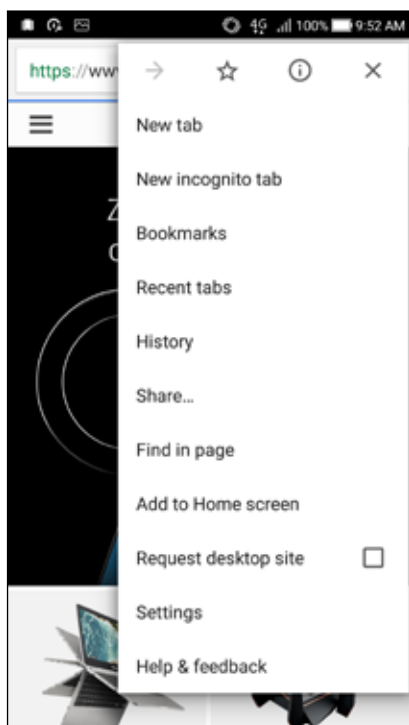 4G 100% 9:52 AM
https://www
New tab
New incognito tab
Bookmarks
Recent tabs
History
Share...
Find in page
Add to Home screen
Request desktop site
Settings
Help & feedback